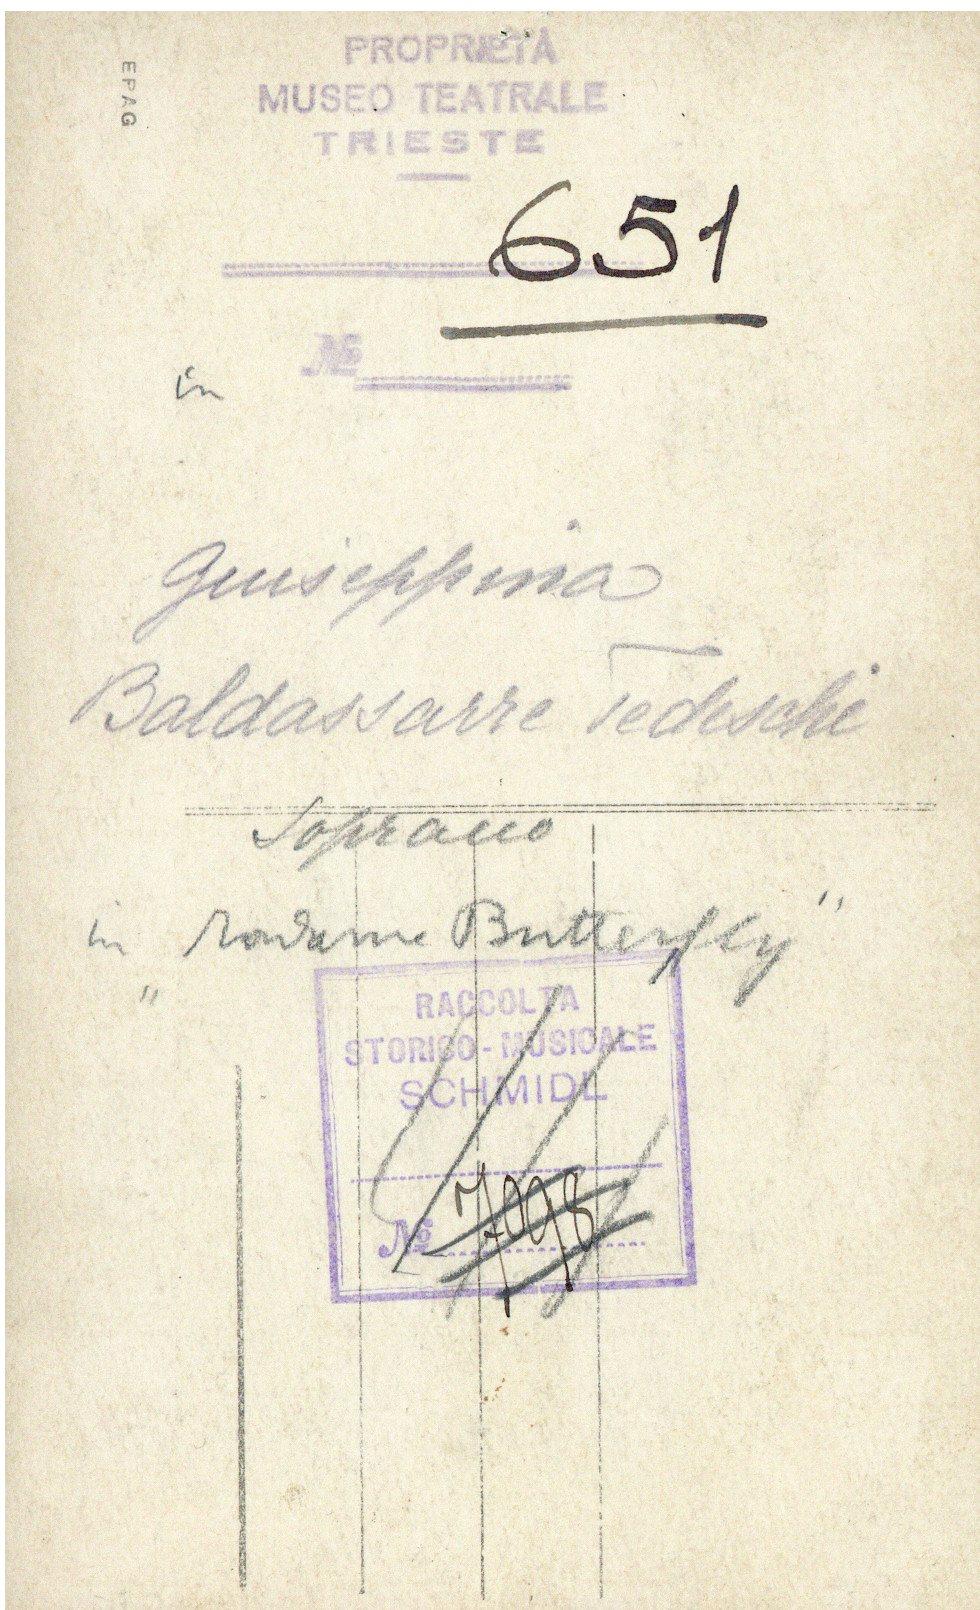 EPAG
PROPRIETÀ
MUSEO TEATRALE
TRIESTE
651
No
in
Giuseppina
Baldassarre Tedeschi
Soprano
in "Madame Butterfly"
RACCOLTA
STORICO-MUSICALE
SCHMIDL
No 7098